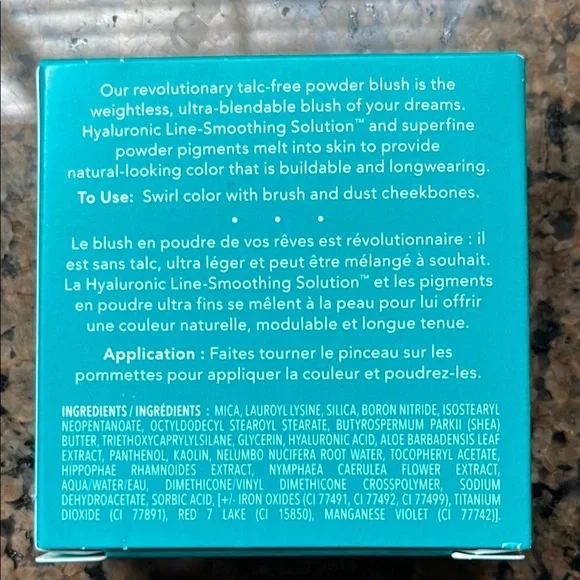 Our revolutionary talc-free powder blush is the
weightless, ultra-blendable blush of your dreams.
Hyaluronic Line-Smoothing Solution™ and superfine
powder pigments melt into skin to provide
natural-looking color that is buildable and longwearing.
To Use: Swirl color with brush and dust cheekbones.
• • •
Le blush en poudre de vos rêves est révolutionnaire : il
est sans talc, ultra léger et peut être mélangé à souhait.
La Hyaluronic Line-Smoothing Solution™ et les pigments
en poudre ultra fins se mêlent à la peau pour lui offrir
une couleur naturelle, modulable et longue tenue.
Application : Faites tourner le pinceau sur les
pommettes pour appliquer la couleur et poudrez-les.
INGREDIENTS / INGRÉDIENTS : MICA, LAUROYL LYSINE, SILICA, BORON NITRIDE, ISOSTEARYL
NEOPENTANOATE, OCTYLDODECYL STEAROYL STEARATE, BUTYROSPERMUM PARKII (SHEA)
BUTTER, TRIETHOXYCAPRYLYLSILANE, GLYCERIN, HYALURONIC ACID, ALOE BARBADENSIS LEAF
EXTRACT, PANTHENOL, KAOLIN, NELUMBO NUCIFERA ROOT WATER, TOCOPHERYL ACETATE,
HIPPOPHAE RHAMNOIDES EXTRACT, NYMPHAEA CAERULEA FLOWER EXTRACT,
AQUA/WATER/EAU, DIMETHICONE/VINYL DIMETHICONE CROSSPOLYMER, SODIUM
DEHYDROACETATE, SORBIC ACID, [+/- IRON OXIDES (CI 77491, CI 77492, CI 77499), TITANIUM
DIOXIDE (CI 77891), RED 7 LAKE (CI 15850), MANGANESE VIOLET (CI 77742)].